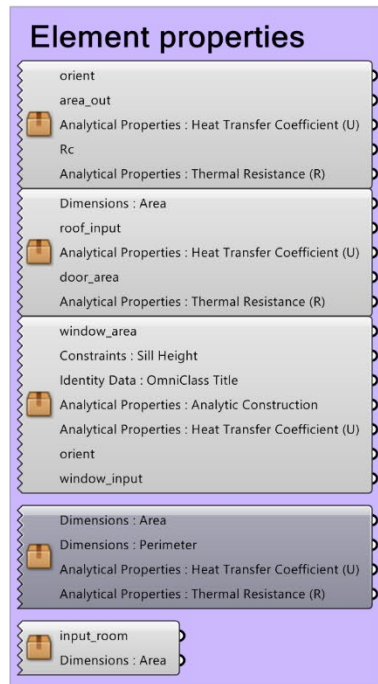 Element properties
orient
area_out
Analytical Properties : Heat Transfer Coefficient (U)
Rc
Analytical Properties : Thermal Resistance (R)
Dimensions : Area
roof_input
Analytical Properties : Heat Transfer Coefficient (U)
door_area
Analytical Properties : Thermal Resistance (R)
window_area
Constraints : Sill Height
Identity Data : OmniClass Title
Analytical Properties : Analytic Construction
Analytical Properties : Heat Transfer Coefficient (U)
orient
window_input
Dimensions : Area
Dimensions : Perimeter
Analytical Properties : Heat Transfer Coefficient (U)
Analytical Properties : Thermal Resistance (R)
input_room
Dimensions : Area